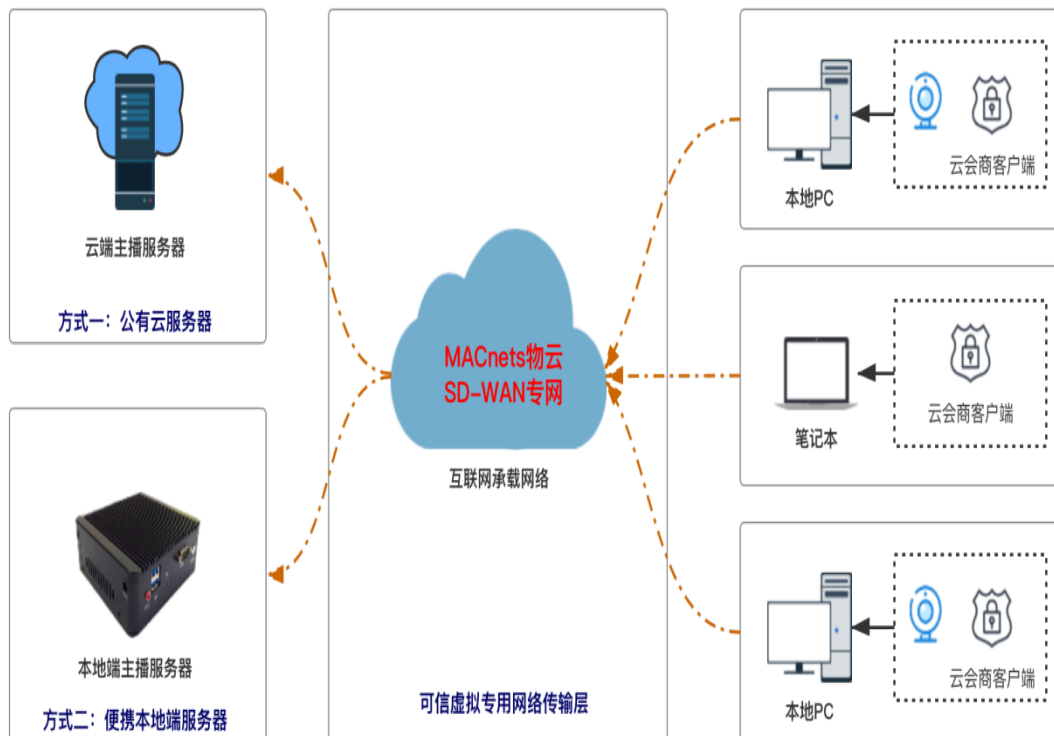 云端主播服务器
方式一：公有云服务器
本地端主播服务器
方式二：便携本地端服务器
MACnets物云
SD-WAN专网
互联网承载网络
可信虚拟专用网络传输层
云会商客户端
本地PC
云会商客户端
笔记本
云会商客户端
本地PC